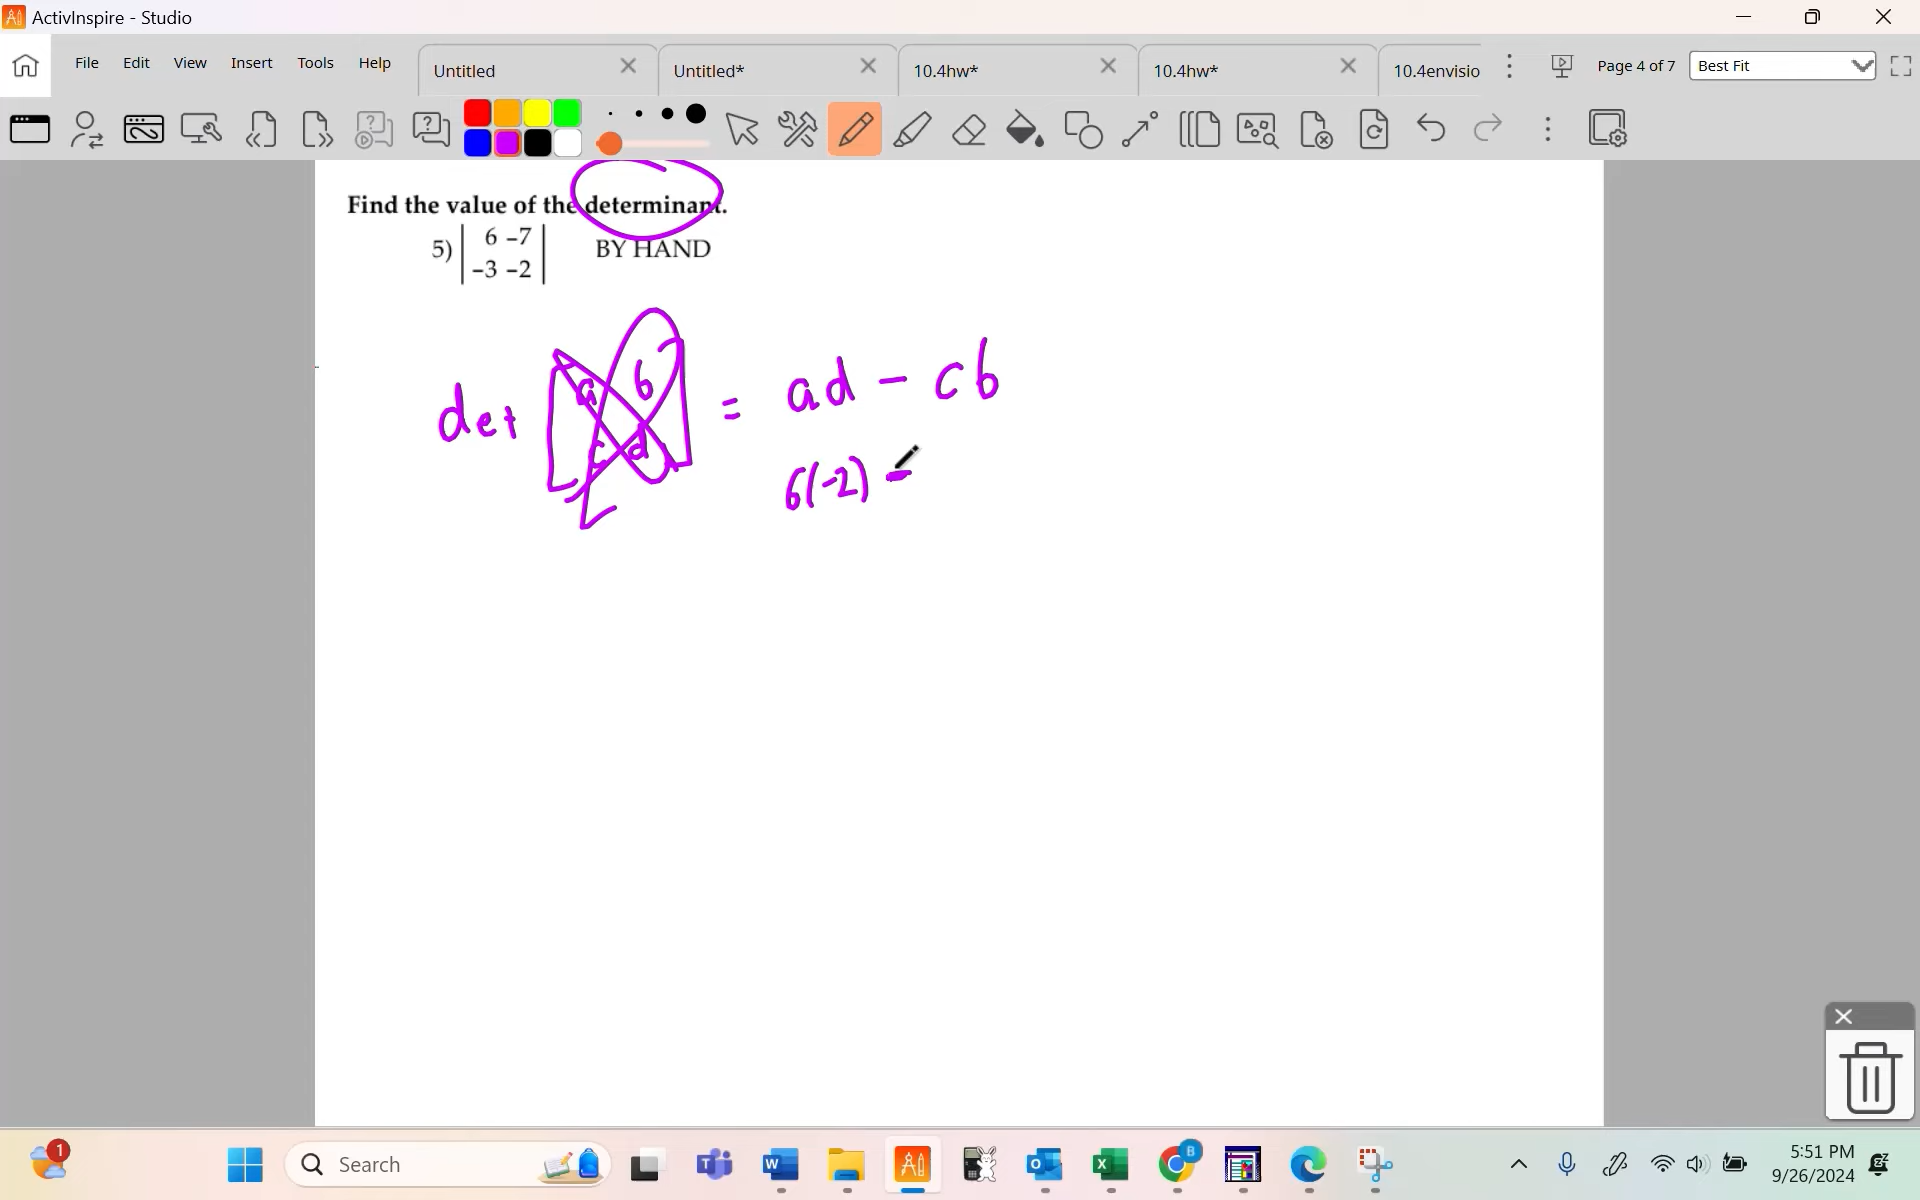 ActivInspire - Studio
File Edit View Insert Tools Help
Untitled Untitled* 10.4hw* 10.4hw* 10.4envisio
Page 4 of 7 Best Fit
Find the value of the determinant.
5) | 6 -7 | BY HAND
| -3 -2 |
det [a b = ad - cb
c d]
6(-2) -
1
Search
5:51 PM
9/26/2024